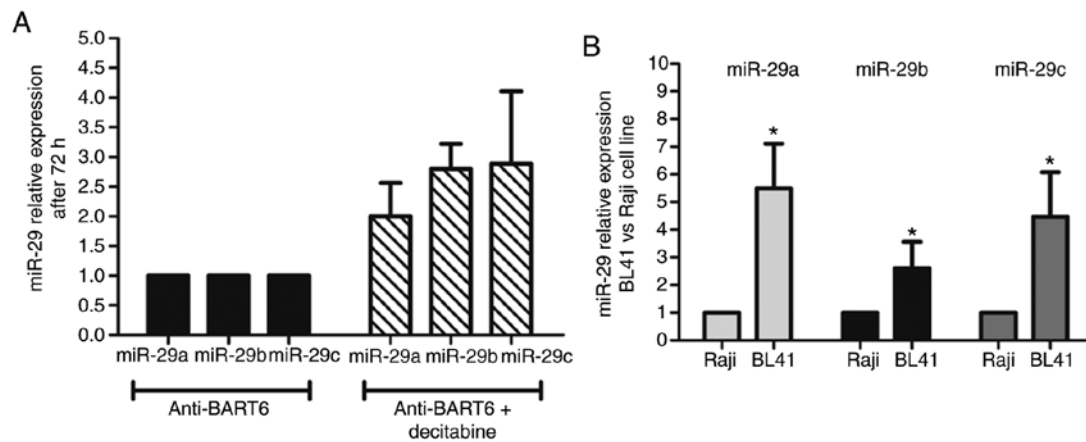 A
miR-29 relative expression
after 72 h
5.0
4.5
4.0
3.5
3.0
2.5
2.0
1.5
1.0
0.5
0.0
miR-29a miR-29b miR-29c
miR-29a miR-29b miR-29c
Anti-BART6
Anti-BART6 +
decitabine
B
miR-29 relative expression
BL41 vs Raji cell line
10
9
8
7
6
5
4
3
2
1
0
miR-29a
miR-29b
miR-29c
*
*
*
Raji BL41
Raji BL41
Raji BL41